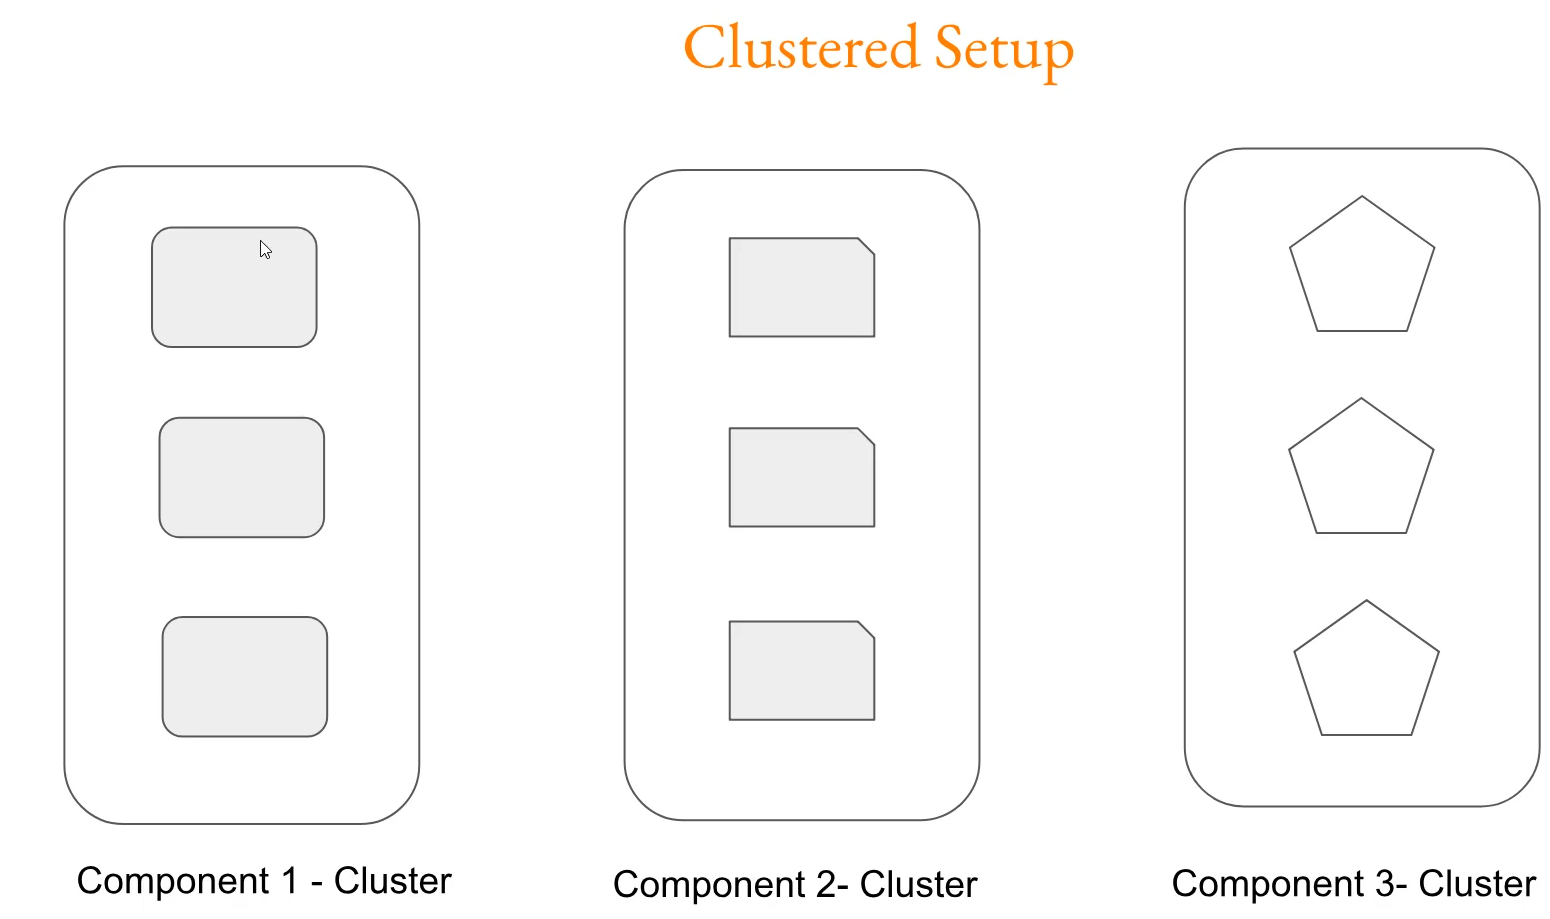 Clustered Setup
Component 1 - Cluster
Component 2- Cluster
Component 3- Cluster